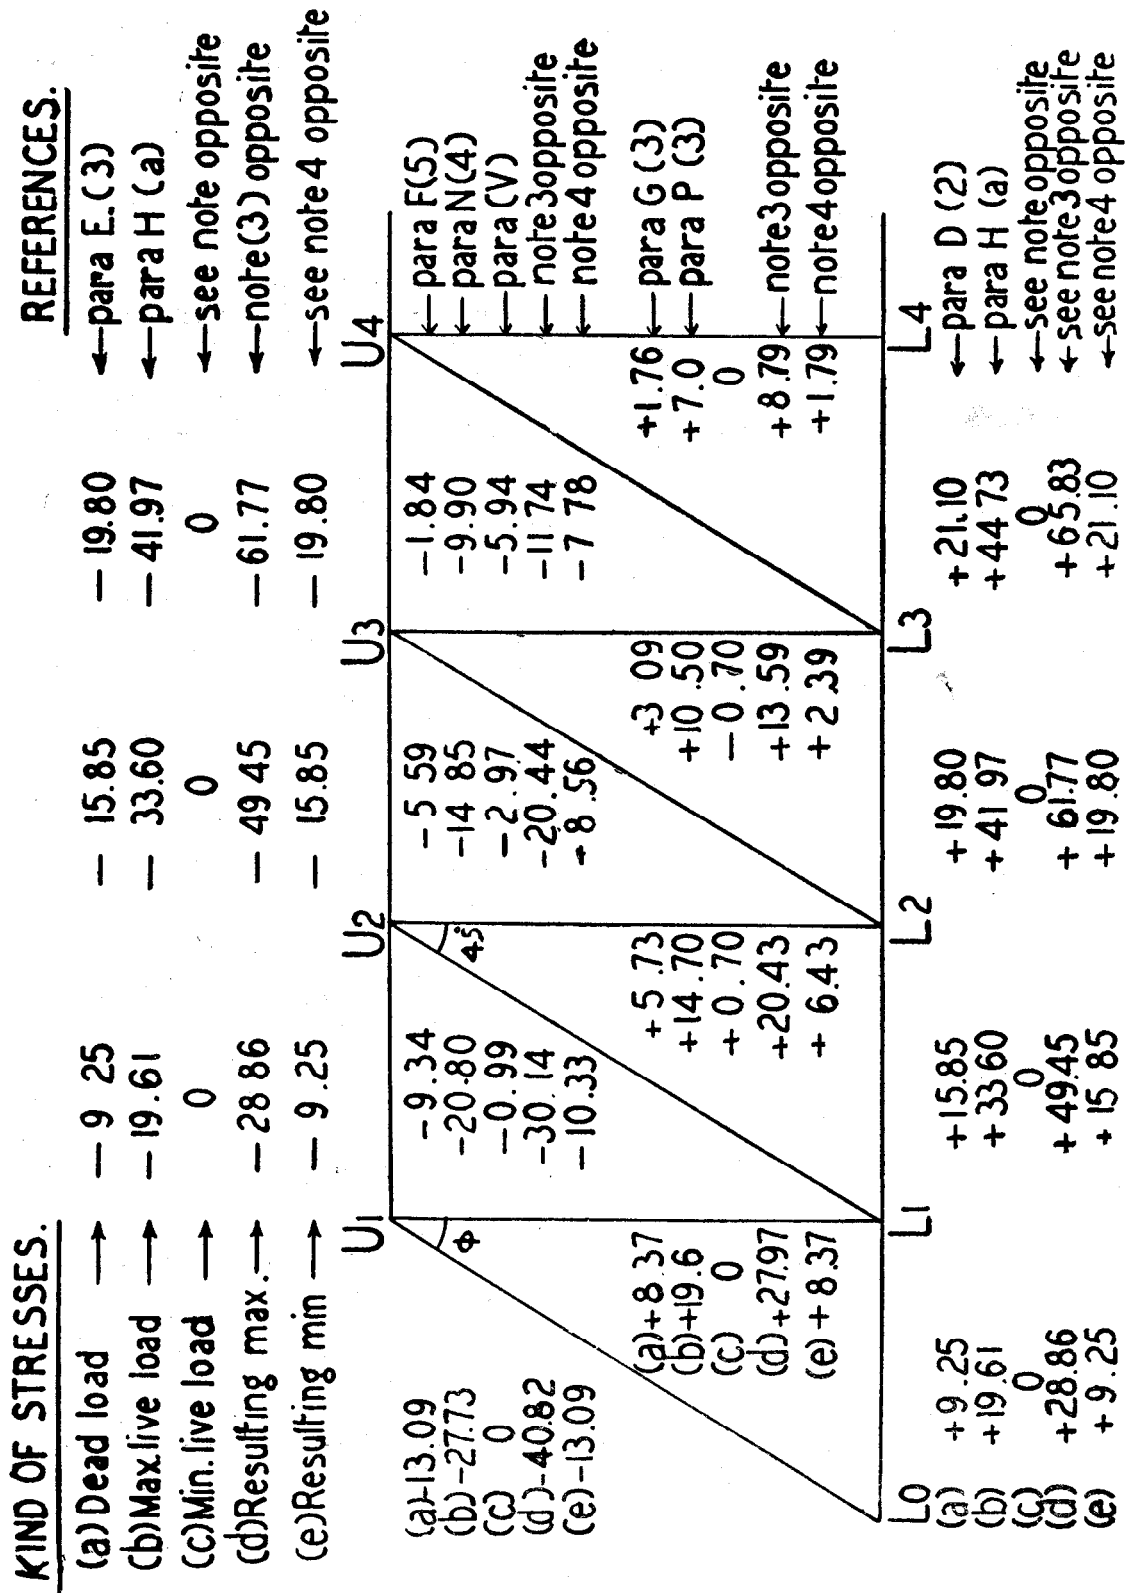 KIND OF STRESSES. REFERENCES.
(a) Dead load → — 9 25 — 15.85 — 19.80 ← para E. (3)
(b) Max. live load → — 19.61 — 33.60 — 41.97 ← para H (a)
(c) Min. live load → 0 0 0 ← see note opposite
(d) Resulting max. → — 28 86 — 49 45 — 61.77 ← note (3) opposite
(e) Resulting min → — 9 .25 — 15.85 — 19.80 ← see note 4 opposite
U1 U2 U3 U4
(a)-13.09 -9.34 -5 59 -1.84 ← para F(5)
(b)-27.73 -20.80 -14 85 -9.90 ← para N(4)
(c) 0 -0.99 -2.97 -5.94 ← para (V)
(d)-40.82 -30.14 -20.44 -11 74 ← note 3 opposite
(e)-13.09 -10.33 +8.56 -7 78 ← note 4 opposite
φ 45
(a)+8.37 +5.73 +3 09 +1.76 ← para G (3)
(b)+19.6 +14.70 +10.50 +7.0 ← para P (3)
(c) 0 +0.70 -0.70 0
(d)+27.97 +20.43 +13.59 +8.79 ← note 3 opposite
(e)+8.37 +6.43 +2.39 +1.79 ← note 4 opposite
L0 L1 L2 L3 L4
(a) +9.25 +15.85 +19.80 +21.10 ← para D (2)
(b) +19.61 +33 60 +41 97 +44 73 ← para H (a)
(c) 0 0 0 0 ← see note opposite
(d) +28.86 +49.45 +61.77 +65.83 ← see note 3 opposite
(e) +9.25 +15 85 +19.80 +21.10 ← see note 4 opposite